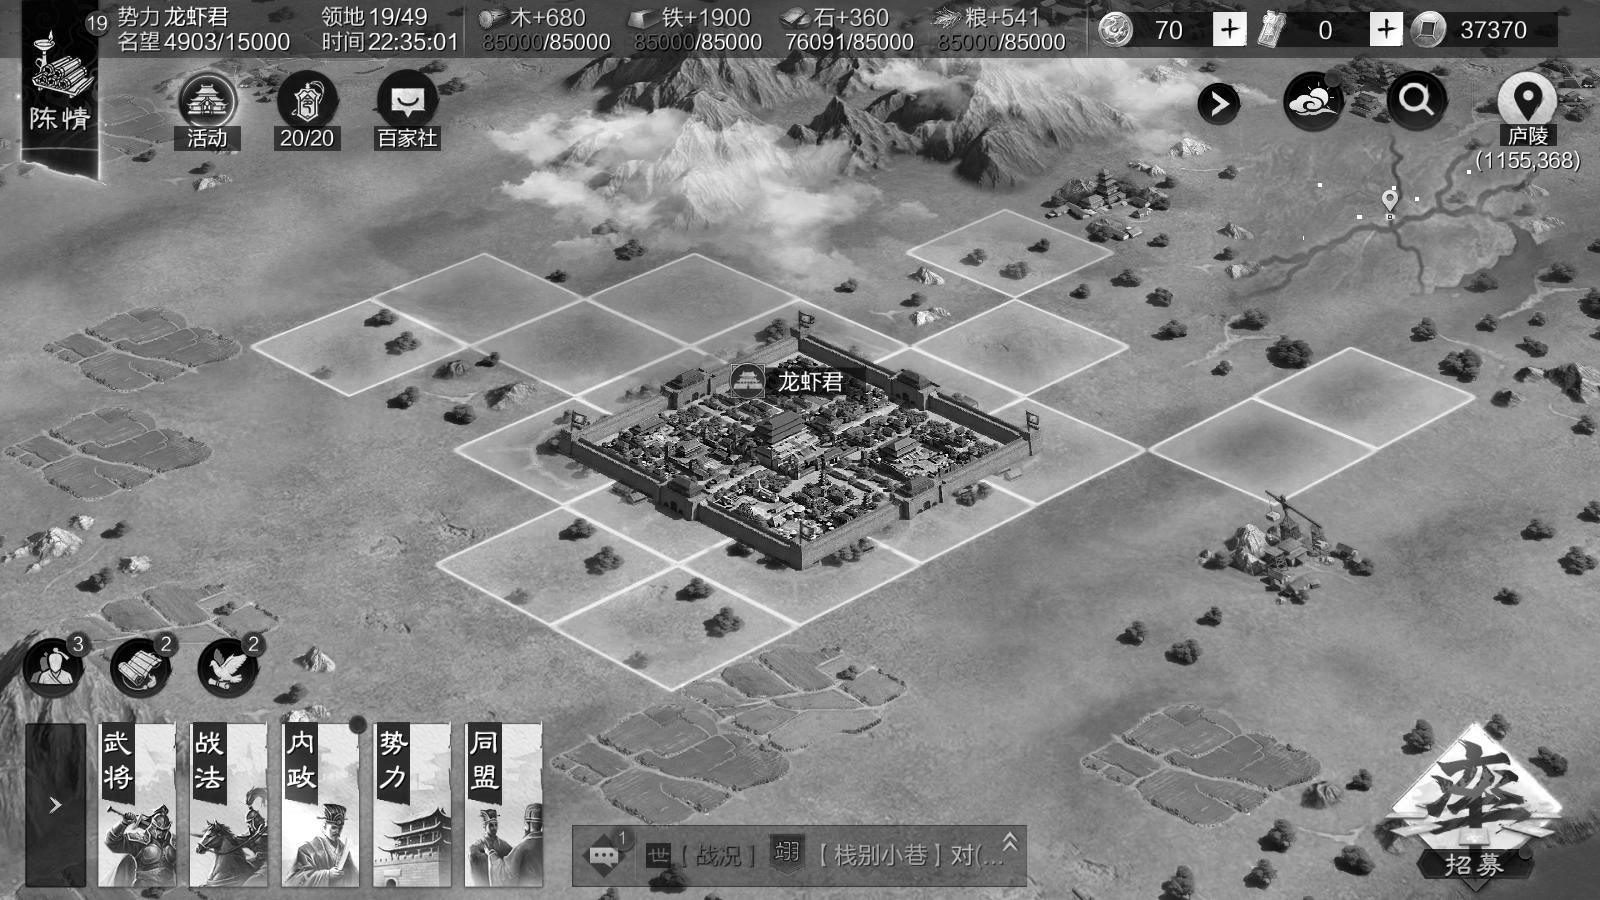 19
势力 龙虾君
名望 4903/15000
领地 19/49
时间 22:35:01
木+680
85000/85000
铁+1900
85000/85000
石+360
76091/85000
粮+541
85000/85000
70
0
37370
陈情
活动
20/20
百家社
庐陵
(1155,368)
龙虾君
3
2
2
武将
战法
内政
势力
同盟
1
世【战况】翊【栈别小巷】对(...
率
招募